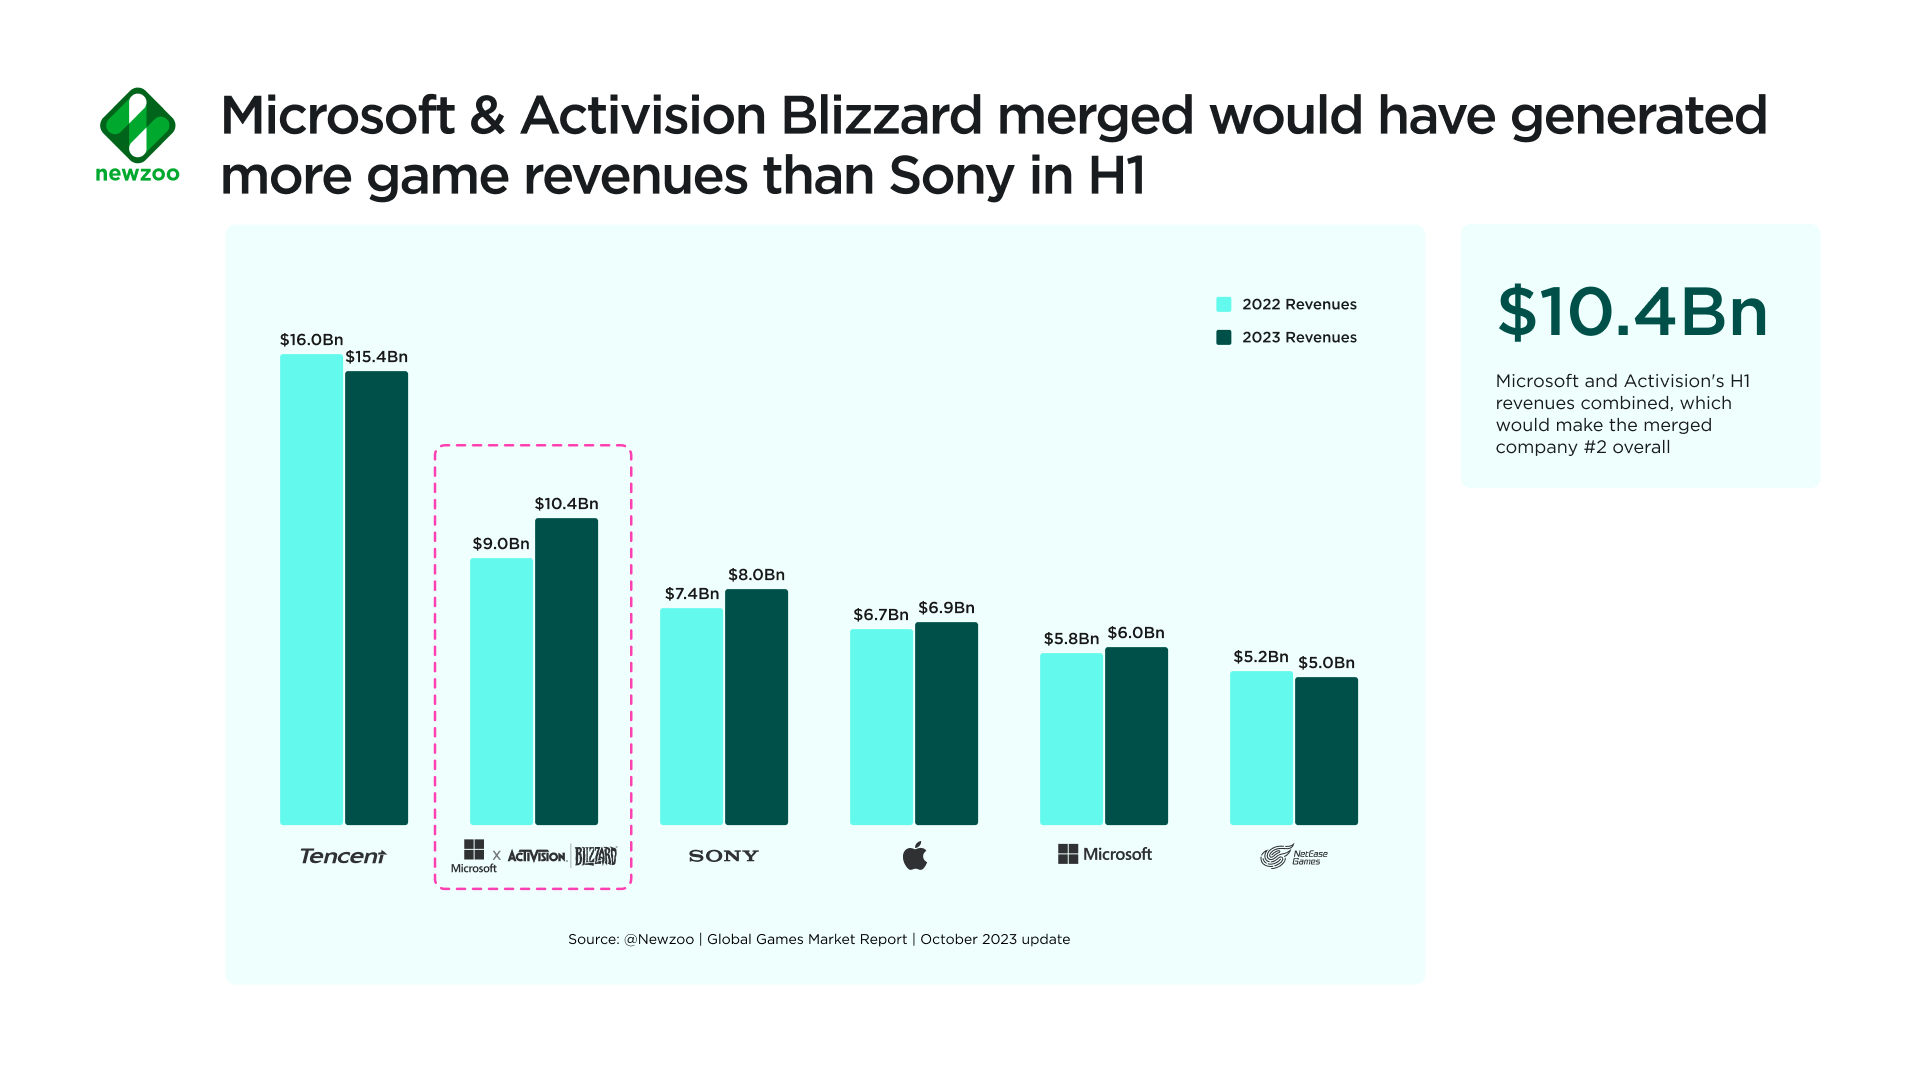 newzoo
Microsoft & Activision Blizzard merged would have generated
more game revenues than Sony in H1
2022 Revenues
2023 Revenues
$16.0Bn
$15.4Bn
$9.0Bn
$10.4Bn
$7.4Bn
$8.0Bn
$6.7Bn
$6.9Bn
$5.8Bn
$6.0Bn
$5.2Bn
$5.0Bn
Tencent
Microsoft
X
ACTIVISION
BLIZZARD
SONY
Microsoft
NetEase
Games
Source: @Newzoo | Global Games Market Report | October 2023 update
$10.4Bn
Microsoft and Activision's H1
revenues combined, which
would make the merged
company #2 overall